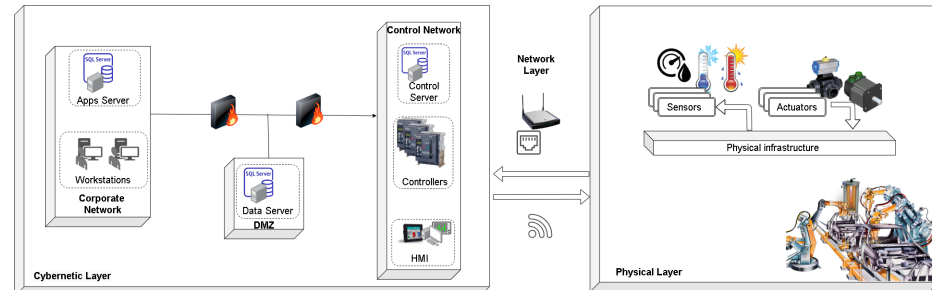 SQL Server
Apps Server
Workstations
Corporate
Network
SQL Server
Data Server
DMZ
Control Network
SQL Server
Control
Server
Controllers
HMI
Cybernetic Layer
Network
Layer
Sensors
Actuators
Physical infrastructure
Physical Layer